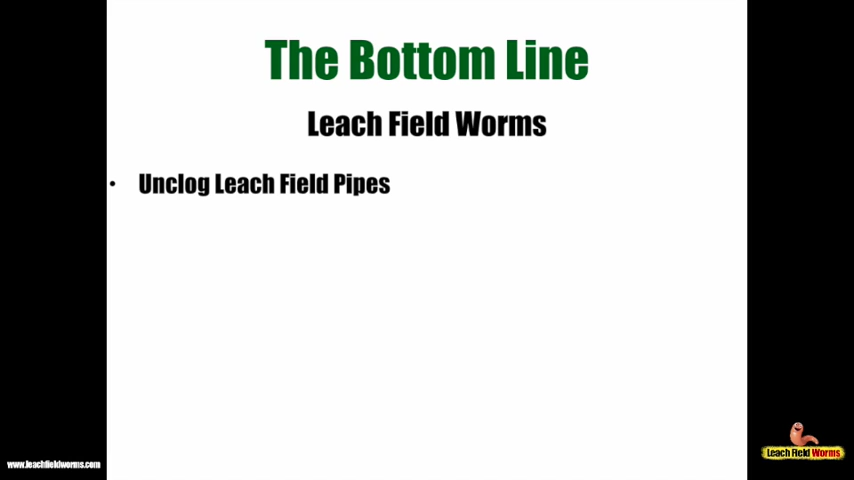 The Bottom Line
Leach Field Worms
• Unclog Leach Field Pipes
www.leachfieldworms.com
Leach Field Worms